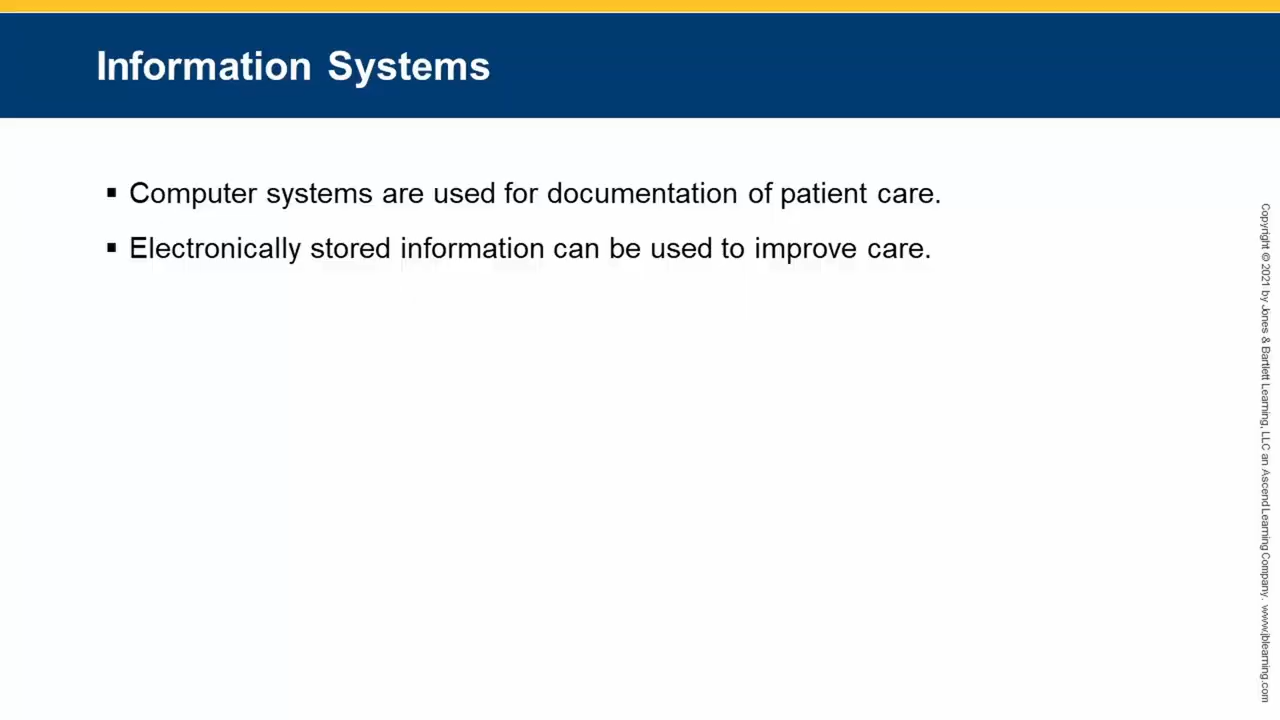 Information Systems
▪ Computer systems are used for documentation of patient care.
▪ Electronically stored information can be used to improve care.
Copyright © 2021 by Jones & Bartlett Learning, LLC an Ascend Learning Company. www.jblearning.com